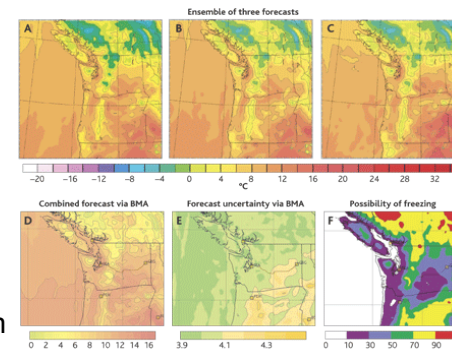 Ensemble of three forecasts
A B C
−20 −16 −12 −8 −4 0 4 8 12 16 20 24 28 32
°C
Combined forecast via BMA Forecast uncertainty via BMA Possibility of freezing
D E F
n
0 2 4 6 8 10 12 14 16 3.9 4.1 4.3 0 10 30 50 70 90